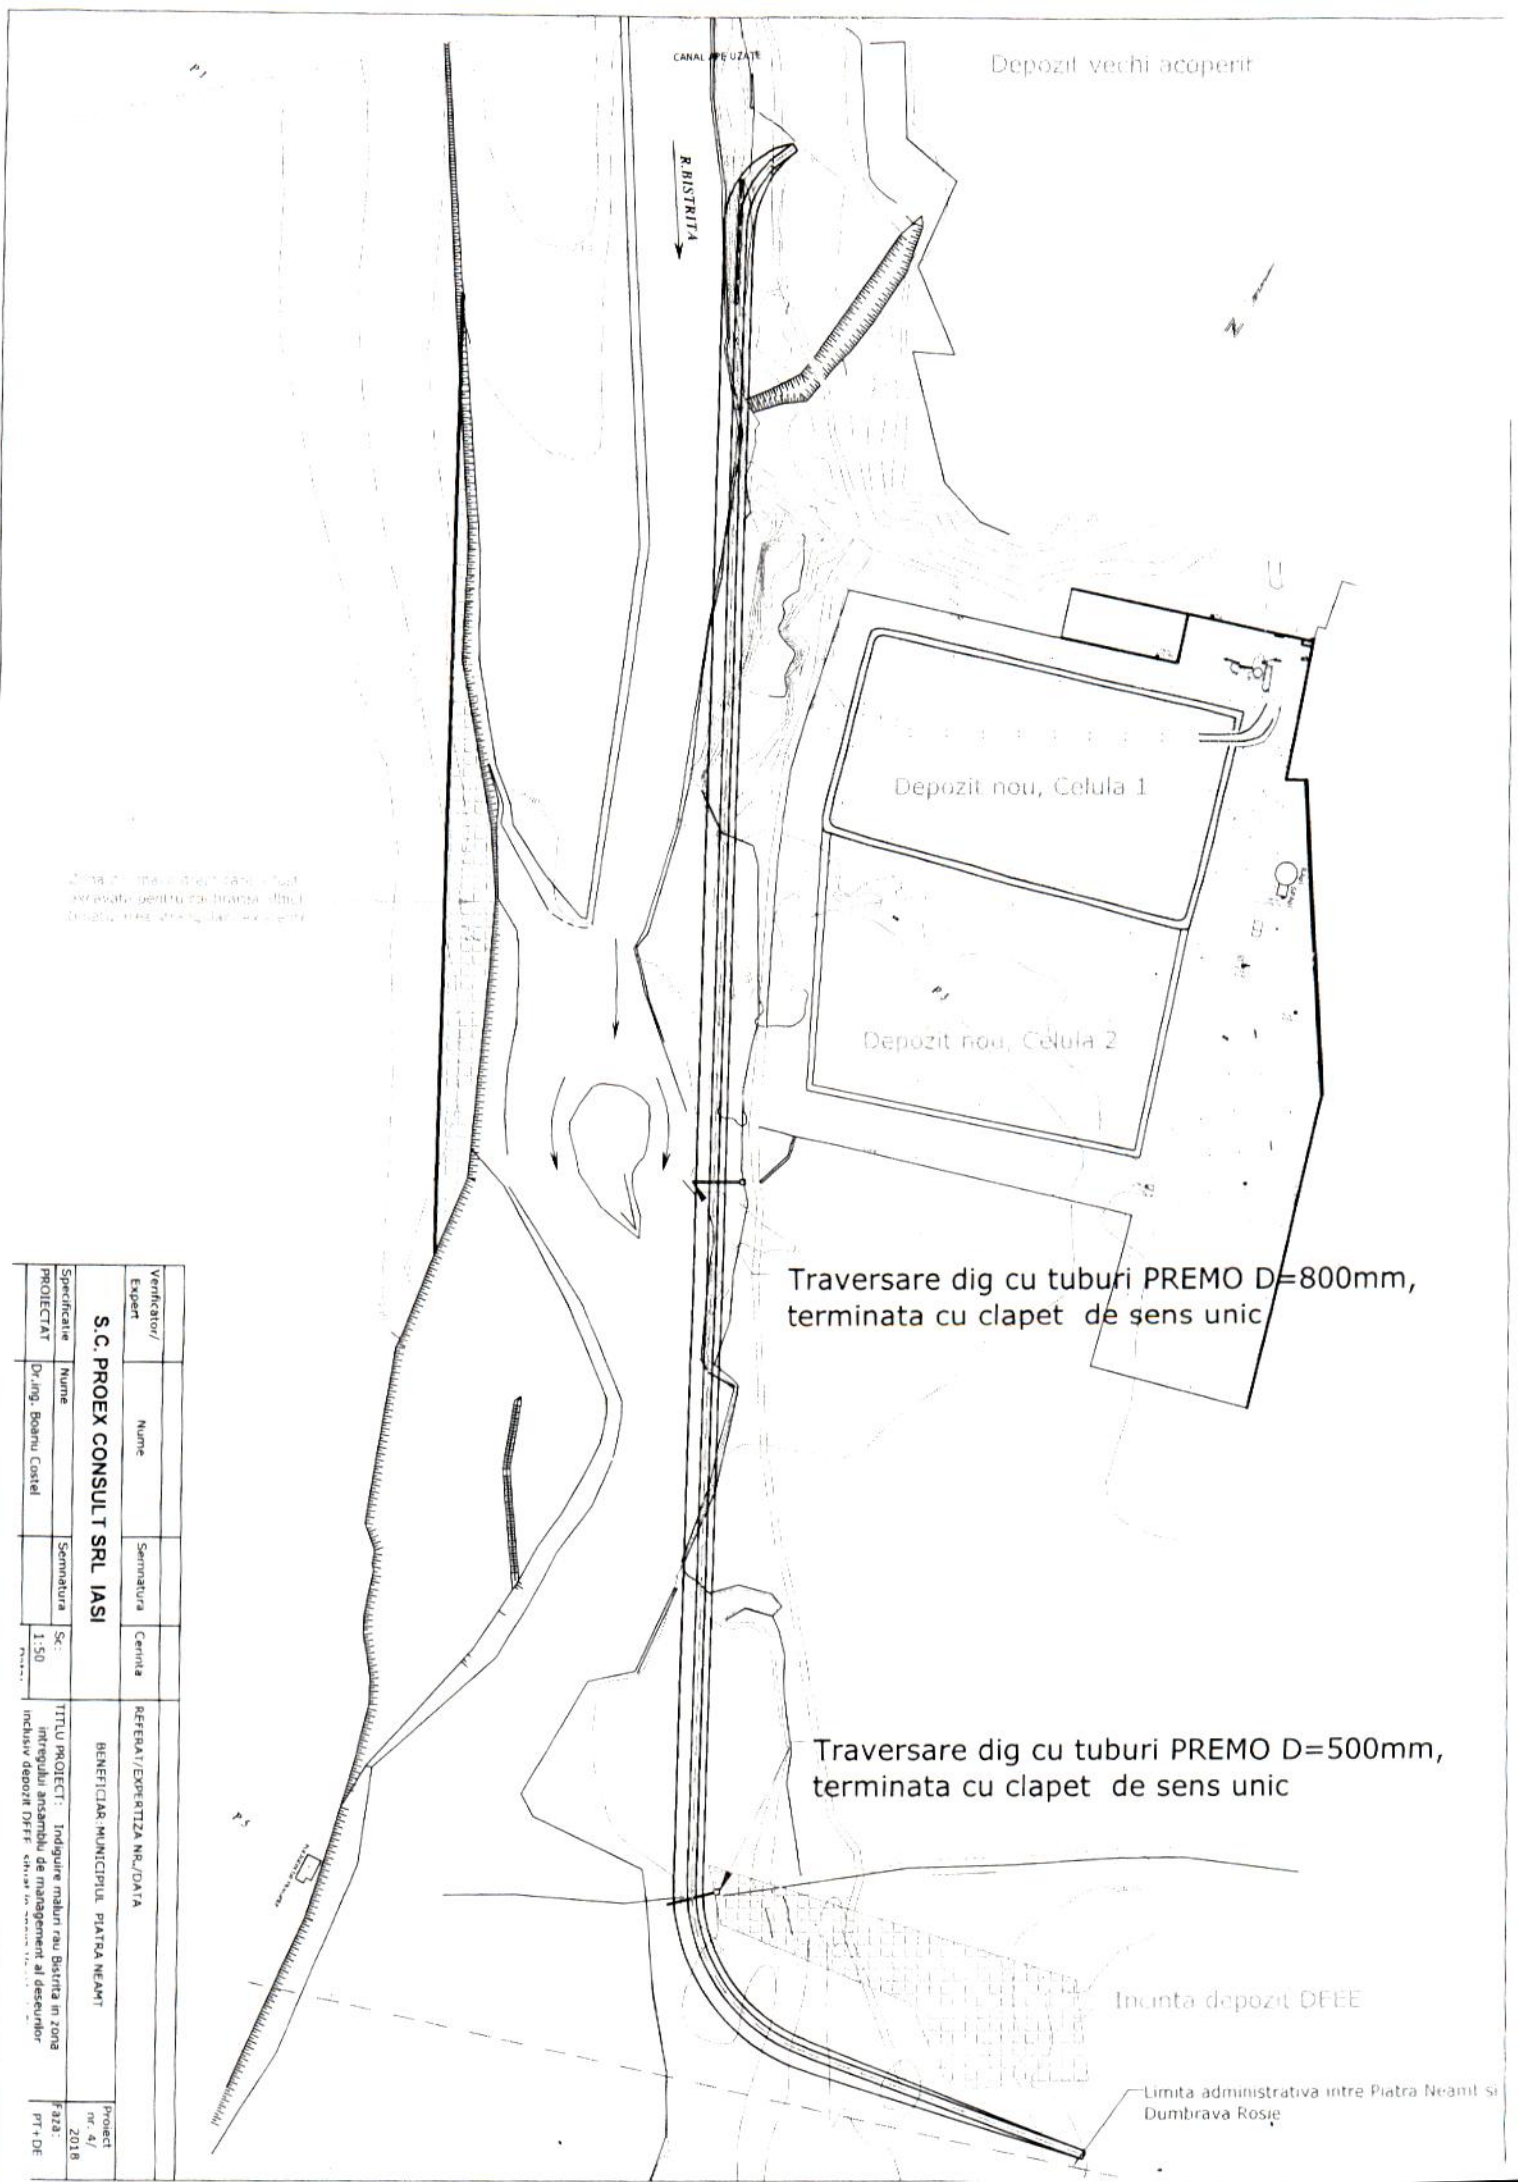 CANAL APE UZATE
Depozit vechi acoperit
P 1
R.BISTRITA
N
Depozit nou, Celula 1
P 3
Depozit nou, Celula 2
Traversare dig cu tuburi PREMO D=800mm,
terminata cu clapet de sens unic
Traversare dig cu tuburi PREMO D=500mm,
terminata cu clapet de sens unic
P 5
Incinta depozit DEEE
Limita administrativa intre Piatra Neamt si
Dumbrava Rosie
Verificator/
Expert
Nume
Semnatura
Cerinta
REFERAT/EXPERTIZA NR./DATA
S.C. PROEX CONSULT SRL IASI
BENEFICIAR:MUNICIPIUL PIATRA NEAMT
Proiect
nr. 4/
2018
Specificatie
Nume
Semnatura
Sc:
1:50
TITLU PROIECT: Indiguire maluri rau Bistrita in zona
intregului ansamblu de management al deseurilor
inclusiv depozit DEEE
Faza:
PT+DE
PROIECTAT
Dr.ing. Boariu Costel